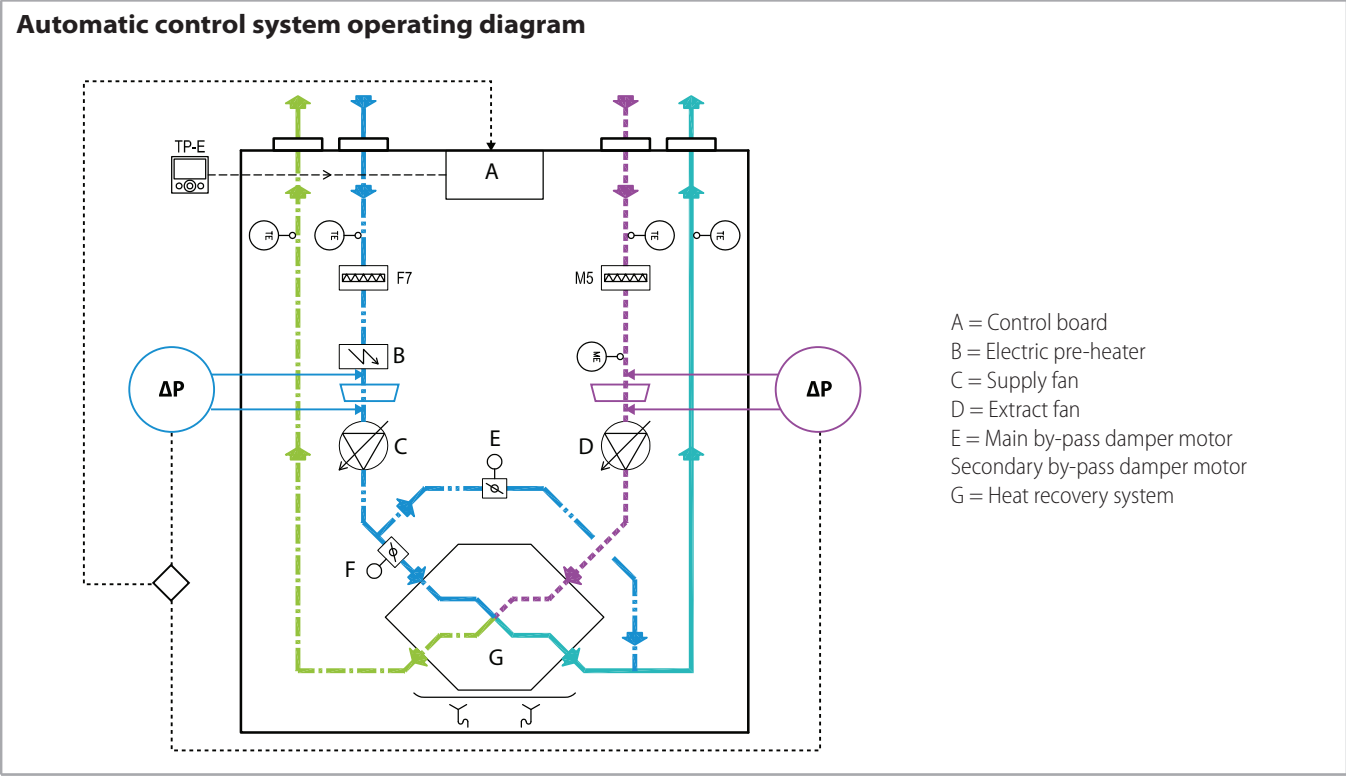 Automatic control system operating diagram
TP-E
A
TE
TE
TE
TE
F7
M5
B
ME
ΔP
ΔP
C
E
D
F
G
A = Control board
B = Electric pre-heater
C = Supply fan
D = Extract fan
E = Main by-pass damper motor
Secondary by-pass damper motor
G = Heat recovery system